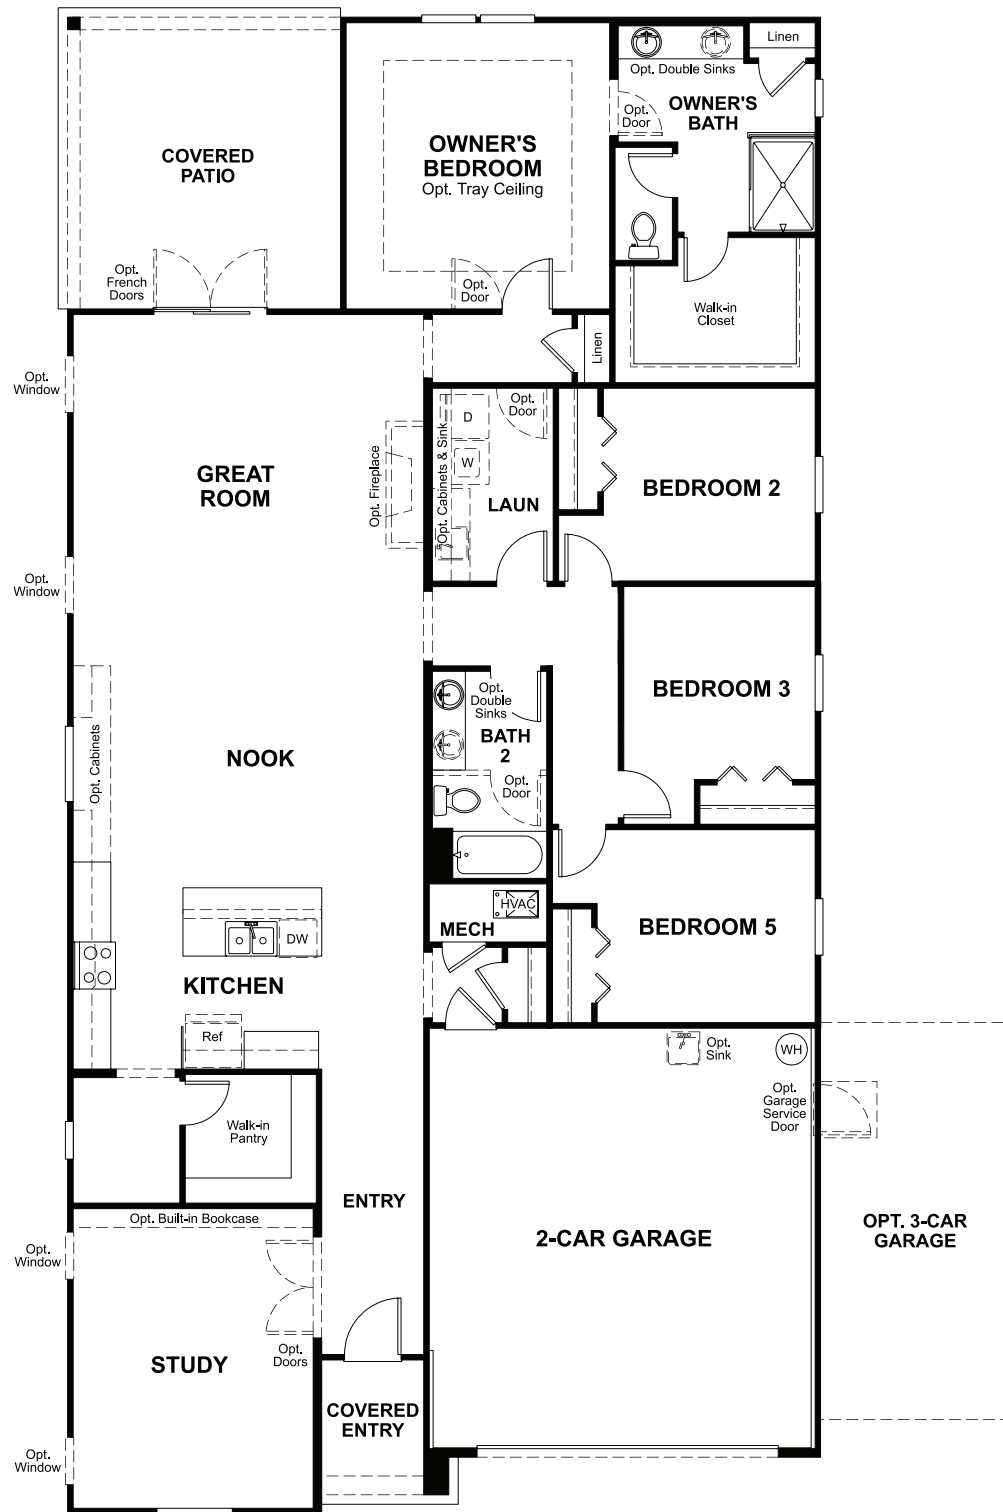 Linen
Opt. Double Sinks
OWNER'S
BATH
Opt.
Door
COVERED
PATIO
OWNER'S
BEDROOM
Opt. Tray Ceiling
Opt.
French
Doors
Opt.
Door
Walk-in
Closet
Linen
Opt.
Window
D
Opt.
Door
W
Opt. Cabinets & Sink
LAUN
Opt. Fireplace
GREAT
ROOM
BEDROOM 2
Opt.
Window
BEDROOM 3
Opt.
Double
Sinks
BATH
2
Opt.
Door
NOOK
Opt. Cabinets
HVAC
MECH
BEDROOM 5
DW
KITCHEN
Ref
Opt.
Sink
WH
Opt.
Garage
Service
Door
Walk-in
Pantry
ENTRY
Opt. Built-in Bookcase
2-CAR GARAGE
OPT. 3-CAR
GARAGE
Opt.
Window
Opt.
Doors
STUDY
COVERED
ENTRY
Opt.
Window